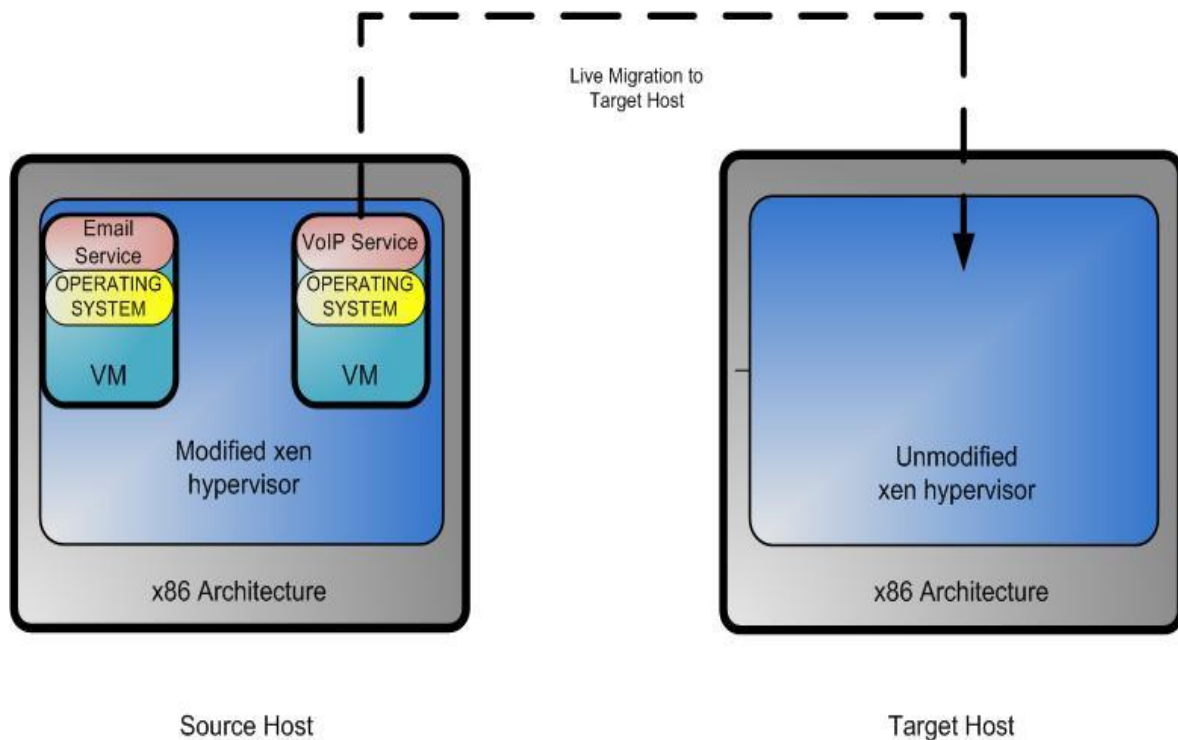 Live Migration to
Target Host
Email
Service
OPERATING
SYSTEM
VM
VoIP Service
OPERATING
SYSTEM
VM
Modified xen
hypervisor
x86 Architecture
Unmodified
xen hypervisor
x86 Architecture
Source Host
Target Host